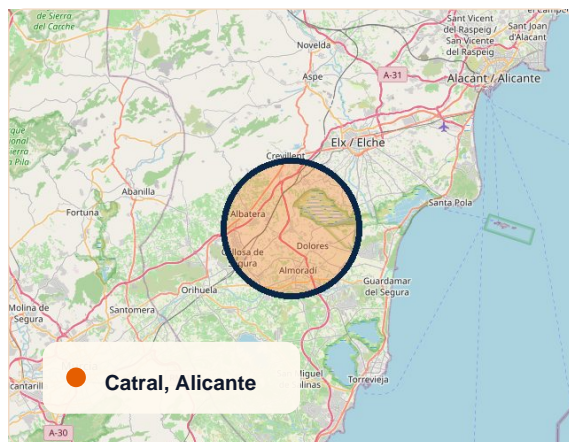 de Sierra
del Carche
Novelda
Sant Vicent
del Raspeig /
San Vicente
del Raspeig
Sant Joan
d'Alacant
Aspe
A-31
Alacant / Alicante
Elx / Elche
Crevillent
Abanilla
Fortuna
Albatera
Santa Pola
Dolores
Callosa de
Segura
Almoradí
Orihuela
Guardamar
del Segura
Molina de
Segura
Santomera
Miguel
Torrevieja
Catral, Alicante
A-30